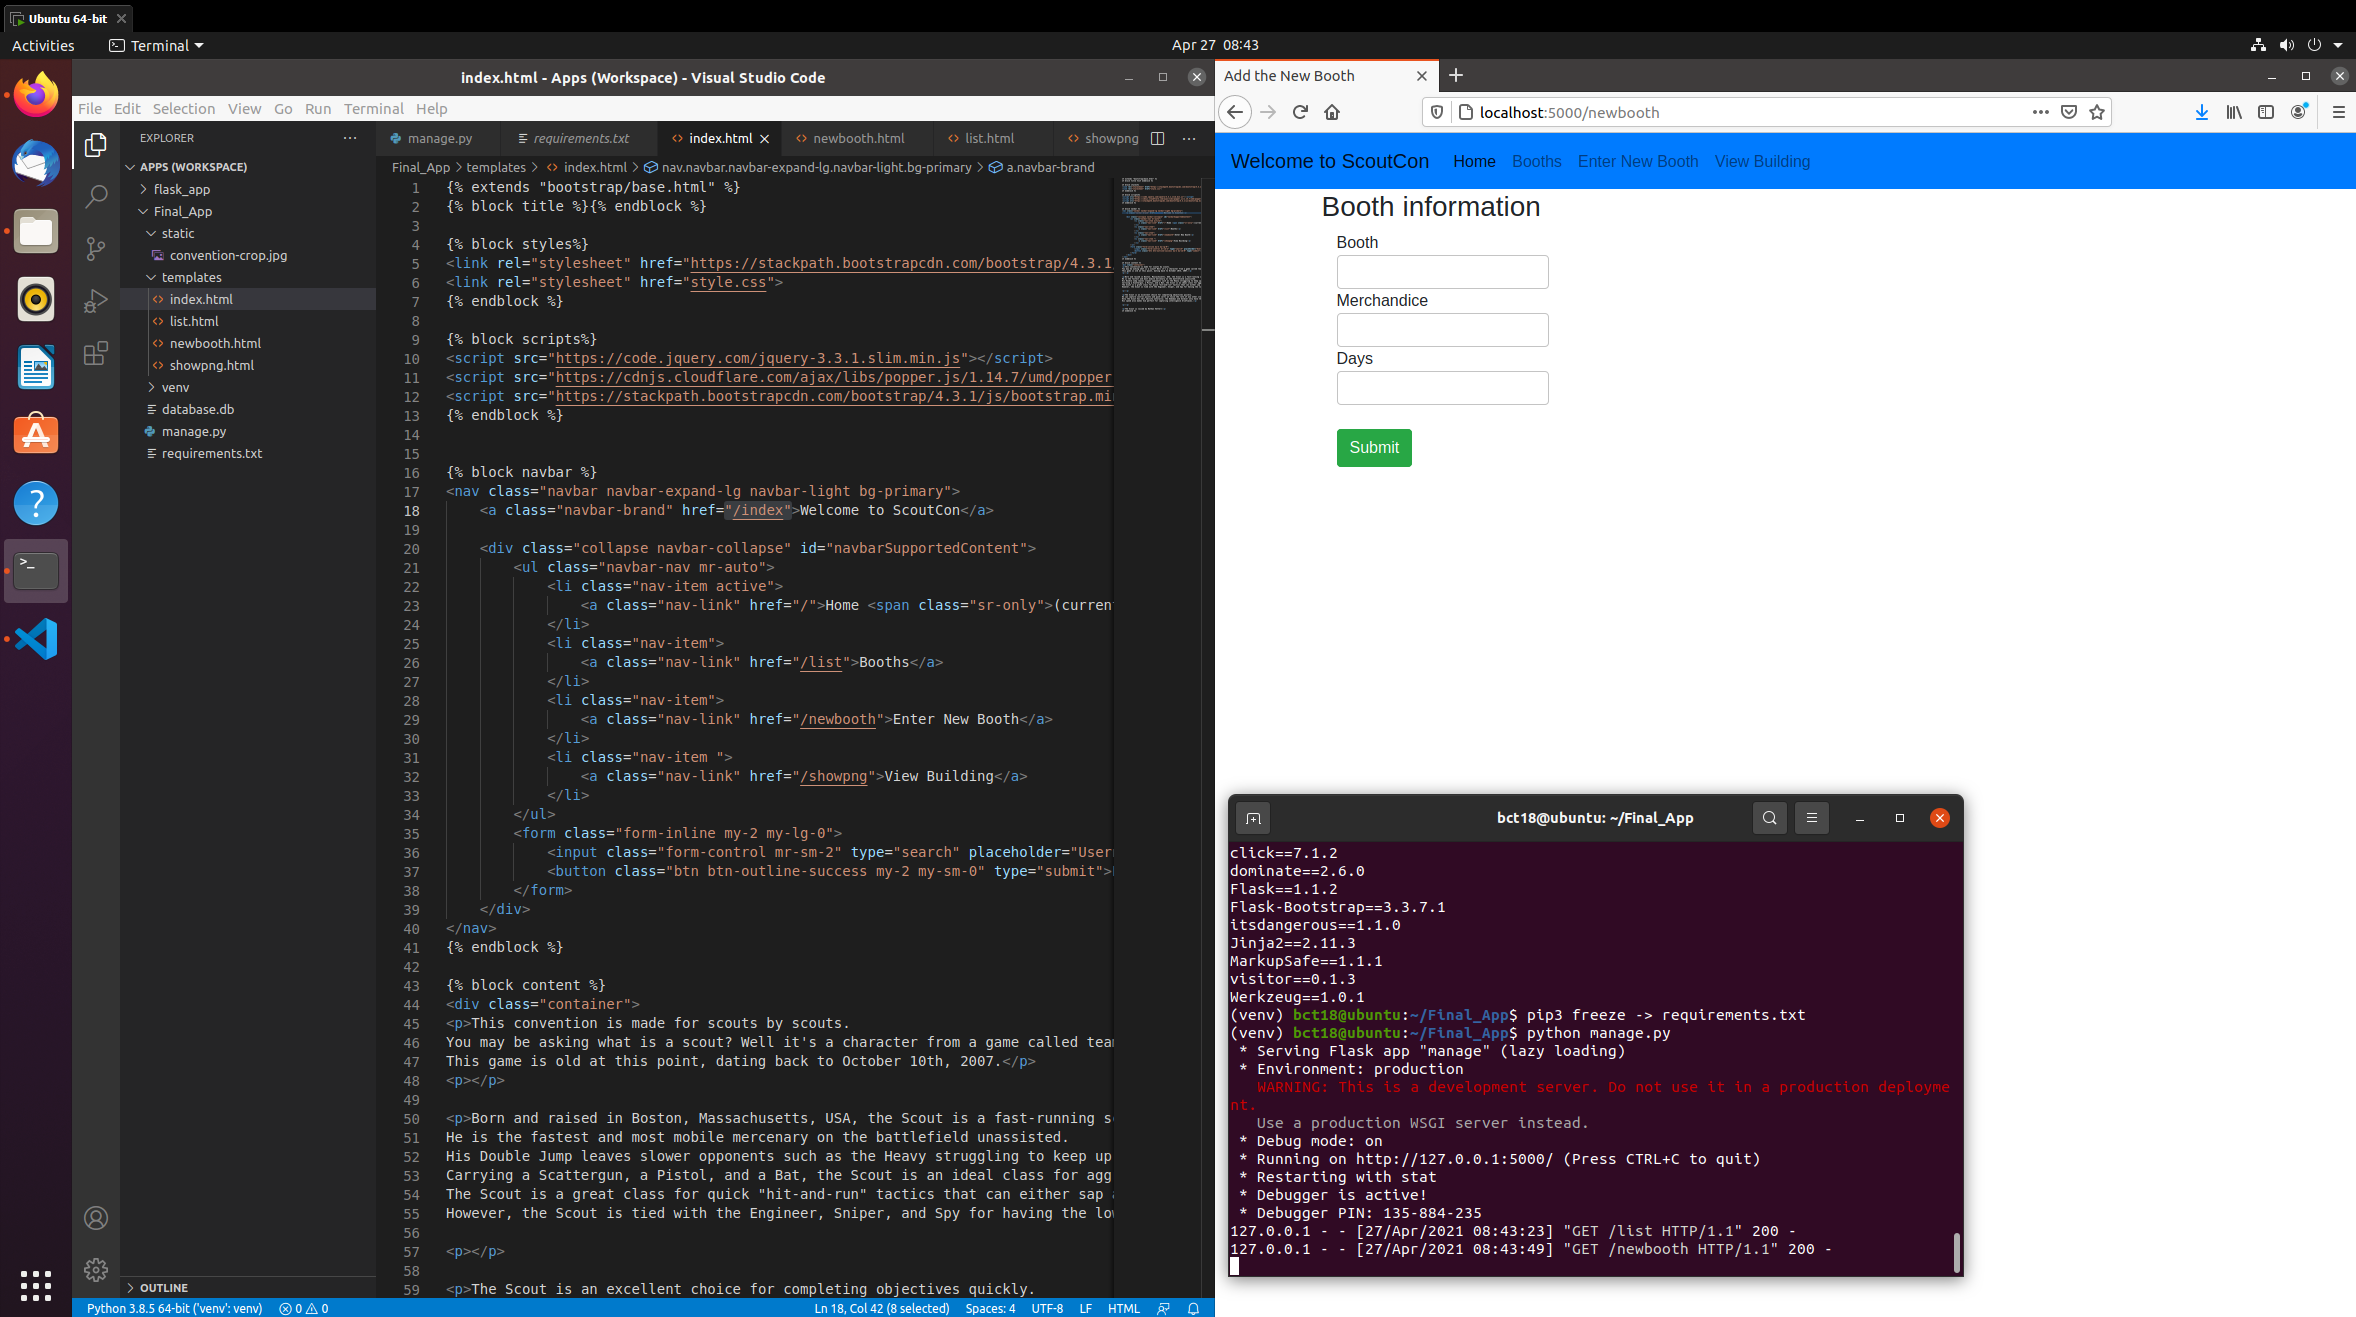 Ubuntu 64-bit
Activities
Terminal
Apr 27 08:43
index.html - Apps (Workspace) - Visual Studio Code
File Edit Selection View Go Run Terminal Help
EXPLORER
APPS (WORKSPACE)
flask_app
Final_App
static
convention-crop.jpg
templates
index.html
list.html
newbooth.html
showpng.html
venv
database.db
manage.py
requirements.txt
OUTLINE
manage.py
requirements.txt
index.html
newbooth.html
list.html
showpng
Final_App > templates > index.html > nav.navbar.navbar-expand-lg.navbar-light.bg-primary > a.navbar-brand
1 {% extends "bootstrap/base.html" %}
2 {% block title %}{% endblock %}
3
4 {% block styles%}
5 <link rel="stylesheet" href="https://stackpath.bootstrapcdn.com/bootstrap/4.3.1
6 <link rel="stylesheet" href="style.css">
7 {% endblock %}
8
9 {% block scripts%}
10 <script src="https://code.jquery.com/jquery-3.3.1.slim.min.js"></script>
11 <script src="https://cdnjs.cloudflare.com/ajax/libs/popper.js/1.14.7/umd/popper
12 <script src="https://stackpath.bootstrapcdn.com/bootstrap/4.3.1/js/bootstrap.mi
13 {% endblock %}
14
15
16 {% block navbar %}
17 <nav class="navbar navbar-expand-lg navbar-light bg-primary">
18 <a class="navbar-brand" href="/index">Welcome to ScoutCon</a>
19
20 <div class="collapse navbar-collapse" id="navbarSupportedContent">
21 <ul class="navbar-nav mr-auto">
22 <li class="nav-item active">
23 <a class="nav-link" href="/">Home <span class="sr-only">(curren
24 </li>
25 <li class="nav-item">
26 <a class="nav-link" href="/list">Booths</a>
27 </li>
28 <li class="nav-item">
29 <a class="nav-link" href="/newbooth">Enter New Booth</a>
30 </li>
31 <li class="nav-item ">
32 <a class="nav-link" href="/showpng">View Building</a>
33 </li>
34 </ul>
35 <form class="form-inline my-2 my-lg-0">
36 <input class="form-control mr-sm-2" type="search" placeholder="User
37 <button class="btn btn-outline-success my-2 my-sm-0" type="submit">
38 </form>
39 </div>
40 </nav>
41 {% endblock %}
42
43 {% block content %}
44 <div class="container">
45 <p>This convention is made for scouts by scouts.
46 You may be asking what is a scout? Well it's a character from a game called tea
47 This game is old at this point, dating back to October 10th, 2007.</p>
48 <p></p>
49
50 <p>Born and raised in Boston, Massachusetts, USA, the Scout is a fast-running s
51 He is the fastest and most mobile mercenary on the battlefield unassisted.
52 His Double Jump leaves slower opponents such as the Heavy struggling to keep up
53 Carrying a Scattergun, a Pistol, and a Bat, the Scout is an ideal class for agg
54 The Scout is a great class for quick "hit-and-run" tactics that can either sap
55 However, the Scout is tied with the Engineer, Sniper, and Spy for having the lo
56
57 <p></p>
58
59 <p>The Scout is an excellent choice for completing objectives quickly.
Python 3.8.5 64-bit ('venv': venv) 0 0 Ln 18, Col 42 (8 selected) Spaces: 4 UTF-8 LF HTML
Add the New Booth
localhost:5000/newbooth
Welcome to ScoutCon Home Booths Enter New Booth View Building
Booth information
Booth
Merchandice
Days
Submit
bct18@ubuntu: ~/Final_App
click==7.1.2
dominate==2.6.0
Flask==1.1.2
Flask-Bootstrap==3.3.7.1
itsdangerous==1.1.0
Jinja2==2.11.3
MarkupSafe==1.1.1
visitor==0.1.3
Werkzeug==1.0.1
(venv) bct18@ubuntu:~/Final_App$ pip3 freeze -> requirements.txt
(venv) bct18@ubuntu:~/Final_App$ python manage.py
* Serving Flask app "manage" (lazy loading)
* Environment: production
WARNING: This is a development server. Do not use it in a production deployme
nt.
Use a production WSGI server instead.
* Debug mode: on
* Running on http://127.0.0.1:5000/ (Press CTRL+C to quit)
* Restarting with stat
* Debugger is active!
* Debugger PIN: 135-884-235
127.0.0.1 - - [27/Apr/2021 08:43:23] "GET /list HTTP/1.1" 200 -
127.0.0.1 - - [27/Apr/2021 08:43:49] "GET /newbooth HTTP/1.1" 200 -